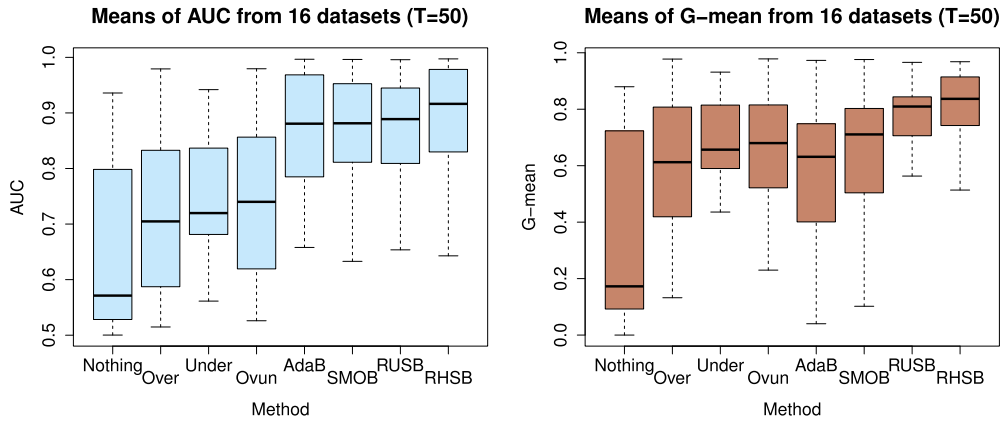 Means of AUC from 16 datasets (T=50)
AUC
1.0
0.9
0.8
0.7
0.6
0.5
Nothing Over Under Ovun AdaB SMOB RUSB RHSB
Method
Means of G−mean from 16 datasets (T=50)
G−mean
1.0
0.8
0.6
0.4
0.2
0.0
Nothing Over Under Ovun AdaB SMOB RUSB RHSB
Method